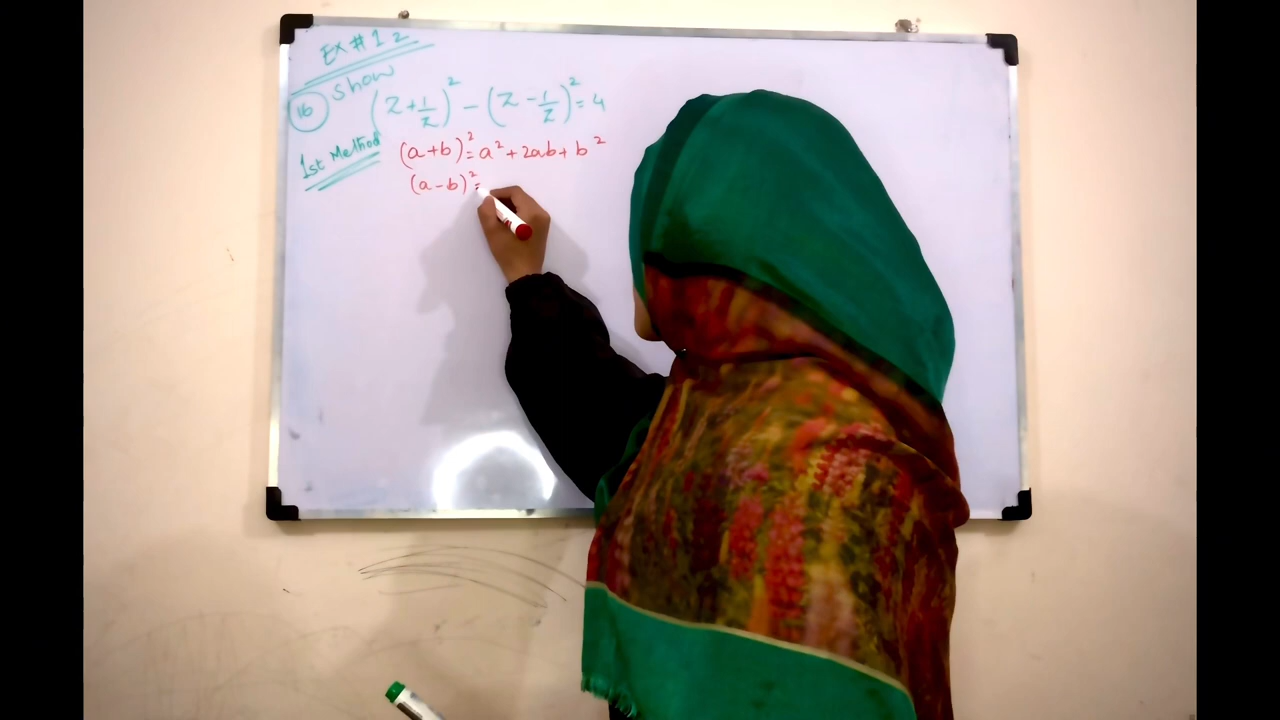 Ex # 1.2
Show
16 (z + 1/z)² - (z - 1/z)² = 4
1st Method (a+b)² = a² + 2ab + b²
(a-b)² =